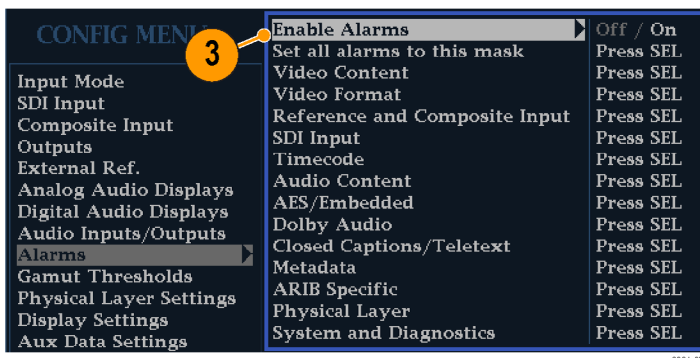 CONFIG MENU
3
Input Mode
SDI Input
Composite Input
Outputs
External Ref.
Analog Audio Displays
Digital Audio Displays
Audio Inputs/Outputs
Alarms
Gamut Thresholds
Physical Layer Settings
Display Settings
Aux Data Settings
Enable Alarms Off / On
Set all alarms to this mask Press SEL
Video Content Press SEL
Video Format Press SEL
Reference and Composite Input Press SEL
SDI Input Press SEL
Timecode Press SEL
Audio Content Press SEL
AES/Embedded Press SEL
Dolby Audio Press SEL
Closed Captions/Teletext Press SEL
Metadata Press SEL
ARIB Specific Press SEL
Physical Layer Press SEL
System and Diagnostics Press SEL